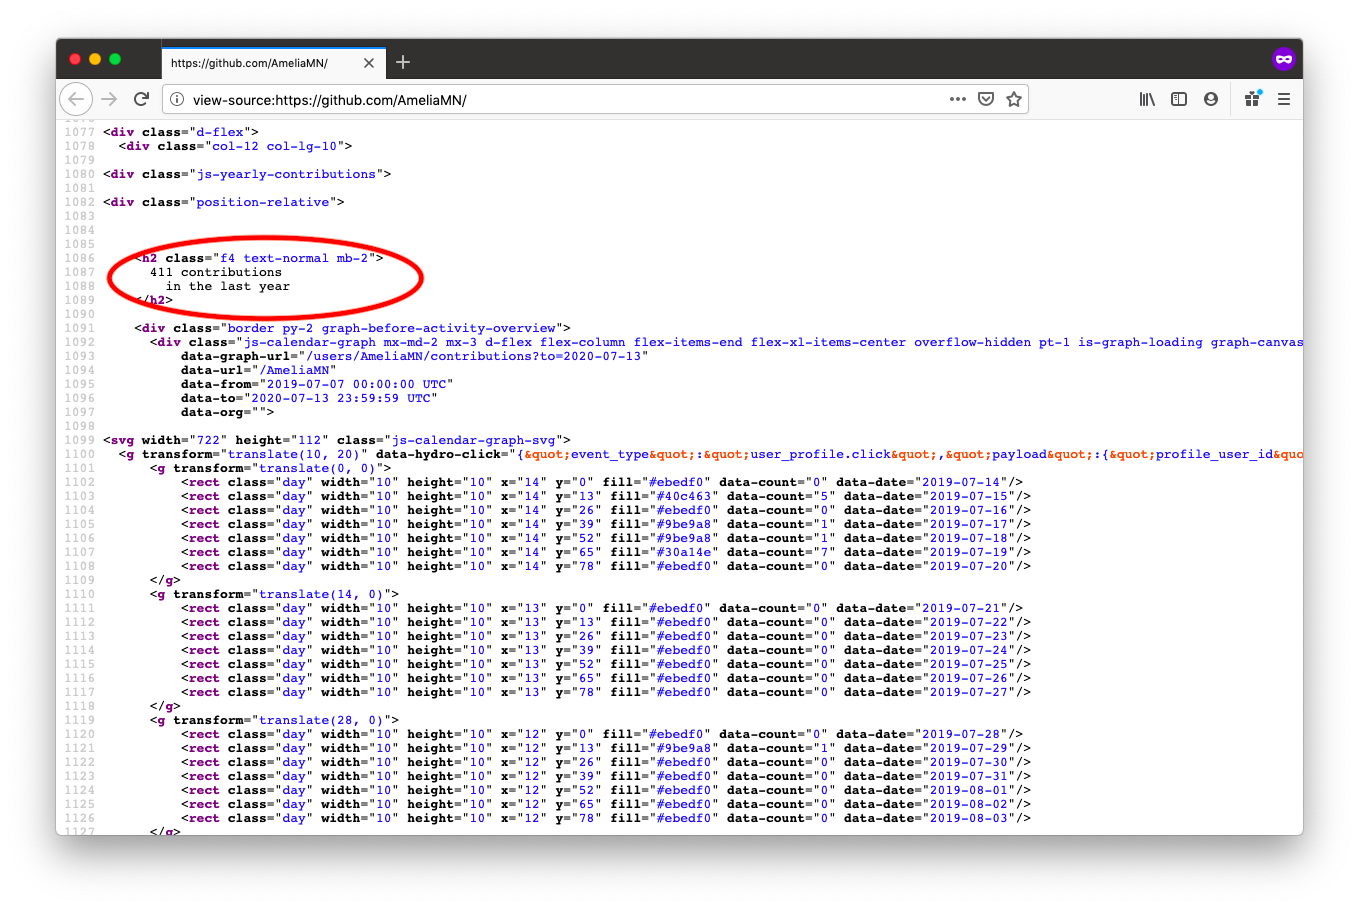 https://github.com/AmeliaMN/
view-source:https://github.com/AmeliaMN/
1077 <div class="d-flex">
1078 <div class="col-12 col-lg-10">
1079
1080 <div class="js-yearly-contributions">
1081
1082 <div class="position-relative">
1083
1084
1085
1086 <h2 class="f4 text-normal mb-2">
1087 411 contributions
1088 in the last year
1089 </h2>
1090
1091 <div class="border py-2 graph-before-activity-overview">
1092 <div class="js-calendar-graph mx-md-2 mx-3 d-flex flex-column flex-items-end flex-xl-items-center overflow-hidden pt-1 is-graph-loading graph-canvas
1093 data-graph-url="/users/AmeliaMN/contributions?to=2020-07-13"
1094 data-url="/AmeliaMN"
1095 data-from="2019-07-07 00:00:00 UTC"
1096 data-to="2020-07-13 23:59:59 UTC"
1097 data-org="">
1098
1099 <svg width="722" height="112" class="js-calendar-graph-svg">
1100 <g transform="translate(10, 20)" data-hydro-click="{&quot;event_type&quot;:&quot;user_profile.click&quot;,&quot;payload&quot;:{&quot;profile_user_id&quo
1101 <g transform="translate(0, 0)">
1102 <rect class="day" width="10" height="10" x="14" y="0" fill="#ebedf0" data-count="0" data-date="2019-07-14"/>
1103 <rect class="day" width="10" height="10" x="14" y="13" fill="#40c463" data-count="5" data-date="2019-07-15"/>
1104 <rect class="day" width="10" height="10" x="14" y="26" fill="#ebedf0" data-count="0" data-date="2019-07-16"/>
1105 <rect class="day" width="10" height="10" x="14" y="39" fill="#9be9a8" data-count="1" data-date="2019-07-17"/>
1106 <rect class="day" width="10" height="10" x="14" y="52" fill="#9be9a8" data-count="1" data-date="2019-07-18"/>
1107 <rect class="day" width="10" height="10" x="14" y="65" fill="#30a14e" data-count="7" data-date="2019-07-19"/>
1108 <rect class="day" width="10" height="10" x="14" y="78" fill="#ebedf0" data-count="0" data-date="2019-07-20"/>
1109 </g>
1110 <g transform="translate(14, 0)">
1111 <rect class="day" width="10" height="10" x="13" y="0" fill="#ebedf0" data-count="0" data-date="2019-07-21"/>
1112 <rect class="day" width="10" height="10" x="13" y="13" fill="#ebedf0" data-count="0" data-date="2019-07-22"/>
1113 <rect class="day" width="10" height="10" x="13" y="26" fill="#ebedf0" data-count="0" data-date="2019-07-23"/>
1114 <rect class="day" width="10" height="10" x="13" y="39" fill="#ebedf0" data-count="0" data-date="2019-07-24"/>
1115 <rect class="day" width="10" height="10" x="13" y="52" fill="#ebedf0" data-count="0" data-date="2019-07-25"/>
1116 <rect class="day" width="10" height="10" x="13" y="65" fill="#ebedf0" data-count="0" data-date="2019-07-26"/>
1117 <rect class="day" width="10" height="10" x="13" y="78" fill="#ebedf0" data-count="0" data-date="2019-07-27"/>
1118 </g>
1119 <g transform="translate(28, 0)">
1120 <rect class="day" width="10" height="10" x="12" y="0" fill="#ebedf0" data-count="0" data-date="2019-07-28"/>
1121 <rect class="day" width="10" height="10" x="12" y="13" fill="#9be9a8" data-count="1" data-date="2019-07-29"/>
1122 <rect class="day" width="10" height="10" x="12" y="26" fill="#ebedf0" data-count="0" data-date="2019-07-30"/>
1123 <rect class="day" width="10" height="10" x="12" y="39" fill="#ebedf0" data-count="0" data-date="2019-07-31"/>
1124 <rect class="day" width="10" height="10" x="12" y="52" fill="#ebedf0" data-count="0" data-date="2019-08-01"/>
1125 <rect class="day" width="10" height="10" x="12" y="65" fill="#ebedf0" data-count="0" data-date="2019-08-02"/>
1126 <rect class="day" width="10" height="10" x="12" y="78" fill="#ebedf0" data-count="0" data-date="2019-08-03"/>
1127 </g>